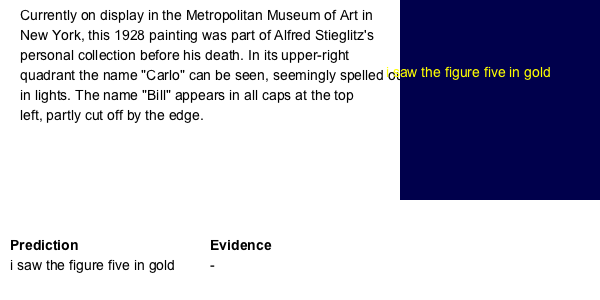 Currently on display in the Metropolitan Museum of Art in
New York, this 1928 painting was part of Alfred Stieglitz's
personal collection before his death. In its upper-right
quadrant the name "Carlo" can be seen, seemingly spelled
in lights. The name "Bill" appears in all caps at the top
left, partly cut off by the edge.
i saw the figure five in gold
Prediction Evidence
i saw the figure five in gold -